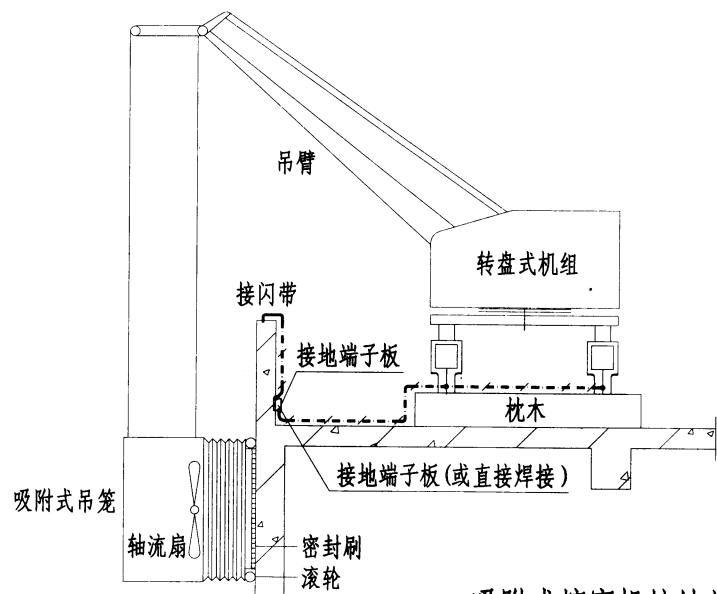 吊臂
转盘式机组
接闪带
接地端子板
枕木
接地端子板(或直接焊接)
吸附式吊笼
轴流扇
密封刷
滚轮